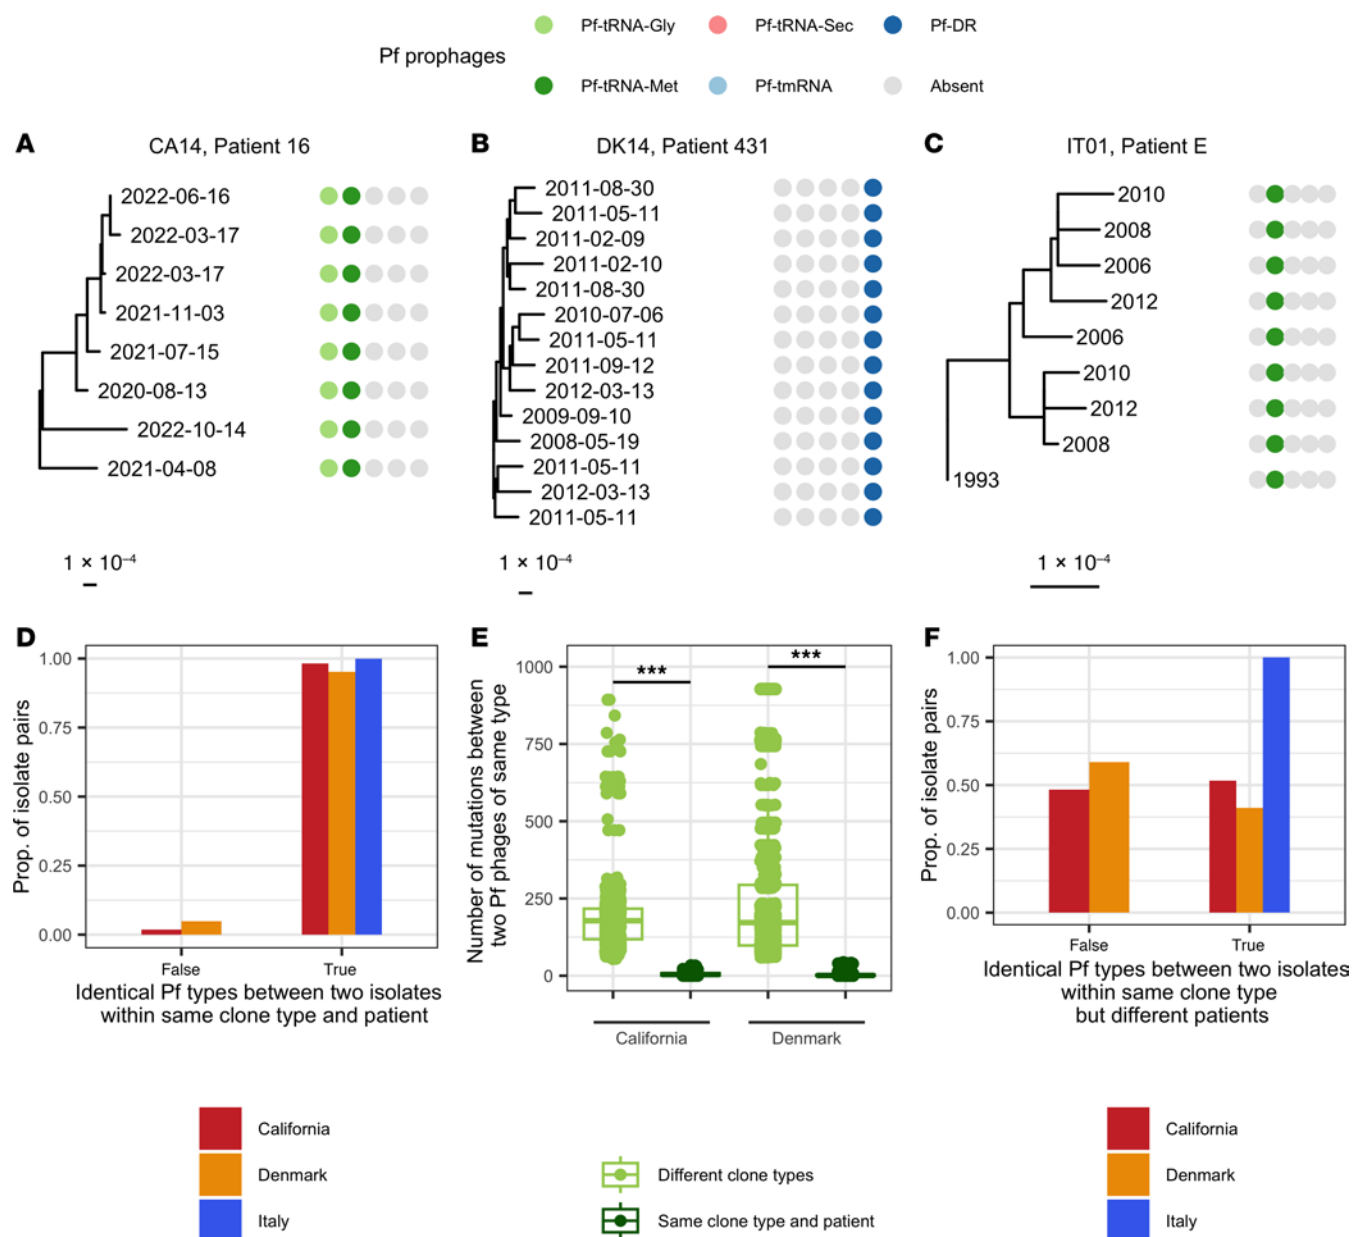 Pf prophages
Pf-tRNA-Gly
Pf-tRNA-Sec
Pf-DR
Pf-tRNA-Met
Pf-tmRNA
Absent
A
CA14, Patient 16
2022-06-16
2022-03-17
2022-03-17
2021-11-03
2021-07-15
2020-08-13
2022-10-14
2021-04-08
1 × 10⁻⁴
B
DK14, Patient 431
2011-08-30
2011-05-11
2011-02-09
2011-02-10
2011-08-30
2010-07-06
2011-05-11
2011-09-12
2012-03-13
2009-09-10
2008-05-19
2011-05-11
2012-03-13
2011-05-11
1 × 10⁻⁴
C
IT01, Patient E
2010
2008
2006
2012
2006
2010
2012
2008
1993
1 × 10⁻⁴
D
Prop. of isolate pairs
1.00
0.75
0.50
0.25
0.00
False
True
Identical Pf types between two isolates
within same clone type and patient
California
Denmark
Italy
E
Number of mutations between
two Pf phages of same type
1000
750
500
250
0
***
***
California
Denmark
Different clone types
Same clone type and patient
F
Prop. of isolate pairs
1.00
0.75
0.50
0.25
0.00
False
True
Identical Pf types between two isolates
within same clone type
but different patients
California
Denmark
Italy